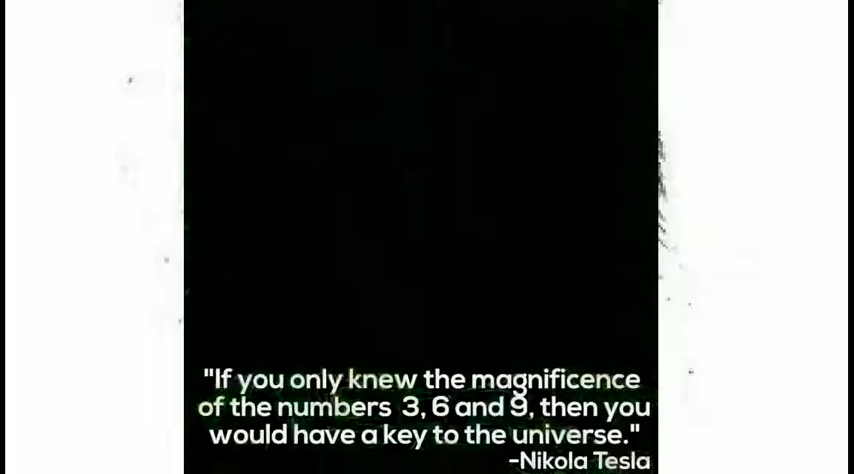 "If you only knew the magnificence
of the numbers 3, 6 and 9, then you
would have a key to the universe."
-Nikola Tesla